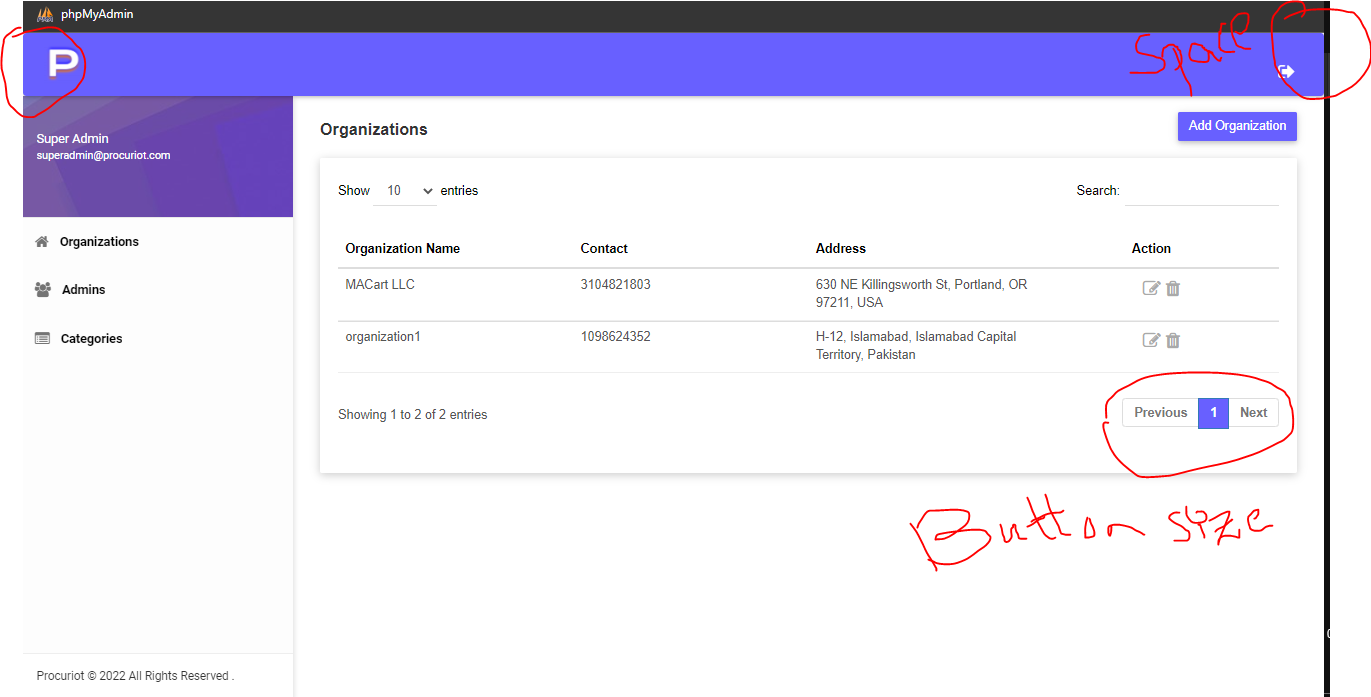 phpMyAdmin
P
Space
Super Admin
superadmin@procuriot.com
Organizations
Add Organization
Show 10 entries
Search:
Organizations
Admins
Categories
Organization Name Contact Address Action
MACart LLC 3104821803 630 NE Killingsworth St, Portland, OR
97211, USA
organization1 1098624352 H-12, Islamabad, Islamabad Capital
Territory, Pakistan
Showing 1 to 2 of 2 entries
Previous 1 Next
Button size
Procuriot © 2022 All Rights Reserved .